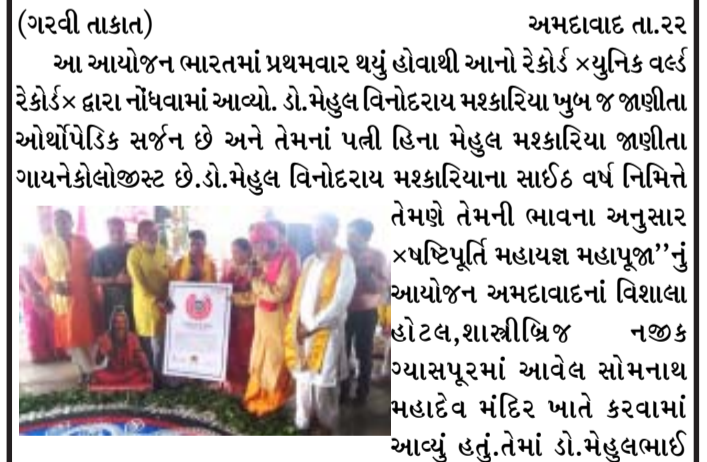 (ગરવી તાકાત) અમદાવાદ તા.૨૨
આ આયોજન ભારતમાં પ્રથમવાર થયું હોવાથી આનો રેકોર્ડ ×યુનિક વર્લ્ડ
રેકોર્ડ× દ્વારા નોંધવામાં આવ્યો. ડો.મેહુલ વિનોદરાય મશ્કારિયા ખુબ જ જાણીતા
ઓર્થોપેડિક સર્જન છે અને તેમનાં પત્ની હિના મેહુલ મશ્કારિયા જાણીતા
ગાયનેકોલોજીસ્ટ છે.ડો.મેહુલ વિનોદરાય મશ્કારિયાના સાઈઠ વર્ષ નિમિત્તે
તેમણે તેમની ભાવના અનુસાર
×ષષ્ટિપૂર્તિ મહાયજ્ઞ મહાપૂજા’’નું
આયોજન અમદાવાદનાં વિશાલા
હોટલ,શાસ્ત્રીબ્રિજ નજીક
ગ્યાસપૂરમાં આવેલ સોમનાથ
મહાદેવ મંદિર ખાતે કરવામાં
આવ્યું હતું.તેમાં ડો.મેહુલભાઈ